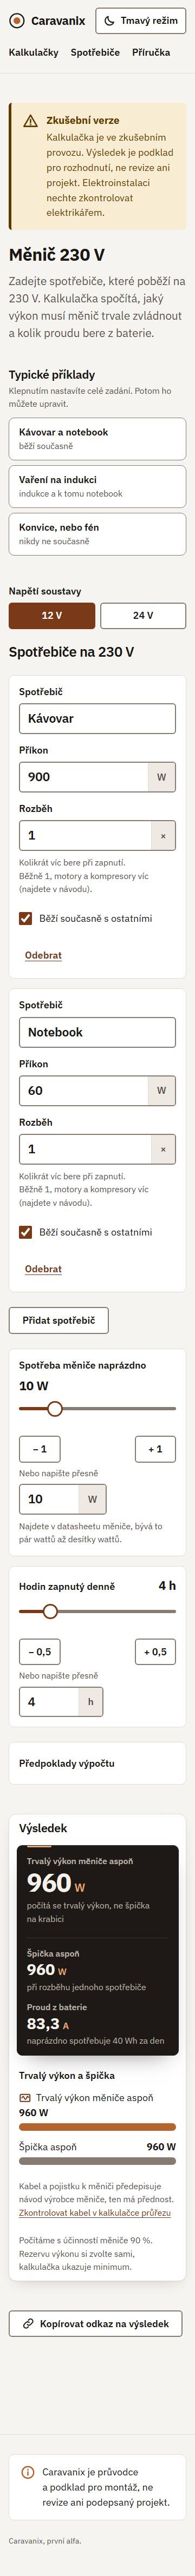 Caravanix
Tmavý režim
Kalkulačky Spotřebiče Příručka
Zkušební verze
Kalkulačka je ve zkušebním
provozu. Výsledek je podklad
pro rozhodnutí, ne revize ani
projekt. Elektroinstalaci
nechte zkontrolovat
elektrikářem.
Měnič 230 V
Zadejte spotřebiče, které poběží na
230 V. Kalkulačka spočítá, jaký
výkon musí měnič trvale zvládnout
a kolik proudu bere z baterie.
Typické příklady
Klepnutím nastavíte celé zadání. Potom ho
můžete upravit.
Kávovar a notebook
běží současně
Vaření na indukci
indukce a k tomu notebook
Konvice, nebo fén
nikdy ne současně
Napětí soustavy
12 V
24 V
Spotřebiče na 230 V
Spotřebič
Kávovar
Příkon
900 W
Rozběh
1 ×
Kolikrát víc bere při zapnutí.
Běžně 1, motory a kompresory víc
(najdete v návodu).
Běží současně s ostatními
Odebrat
Spotřebič
Notebook
Příkon
60 W
Rozběh
1 ×
Kolikrát víc bere při zapnutí.
Běžně 1, motory a kompresory víc
(najdete v návodu).
Běží současně s ostatními
Odebrat
Přidat spotřebič
Spotřeba měniče naprázdno
10 W
− 1
+ 1
Nebo napište přesně
10 W
Najdete v datasheetu měniče, bývá to
pár wattů až desítky wattů.
Hodin zapnutý denně 4 h
− 0,5
+ 0,5
Nebo napište přesně
4 h
Předpoklady výpočtu
Výsledek
Trvalý výkon měniče aspoň
960 W
počítá se trvalý výkon, ne špička
na krabici
Špička aspoň
960 W
při rozběhu jednoho spotřebiče
Proud z baterie
83,3 A
naprázdno spotřebuje 40 Wh za den
Trvalý výkon a špička
Trvalý výkon měniče aspoň
960 W
Špička aspoň 960 W
Kabel a pojistku k měniči předepisuje
návod výrobce měniče, ten má přednost.
Zkontrolovat kabel v kalkulačce průřezu
Počítáme s účinností měniče 90 %.
Rezervu výkonu si zvolte sami,
kalkulačka ukazuje minimum.
Kopírovat odkaz na výsledek
Caravanix je průvodce
a podklad pro montáž, ne
revize ani podepsaný projekt.
Caravanix, první alfa.